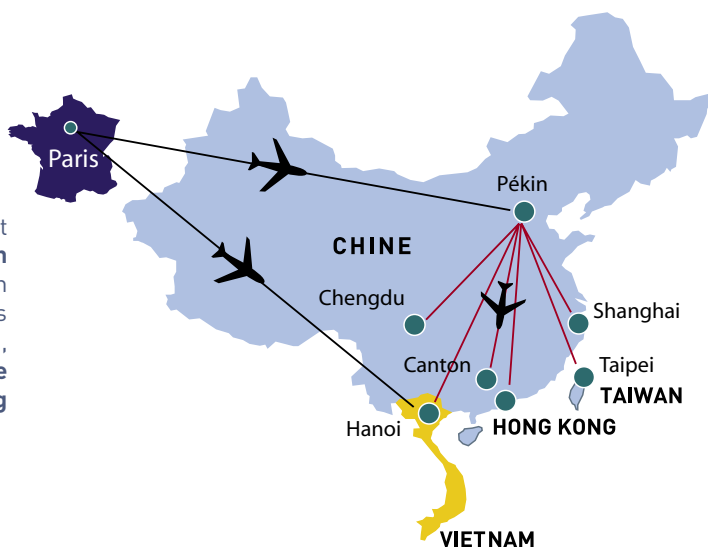 Paris
Pékin
CHINE
Chengdu
Shanghai
Canton
Taipei
TAIWAN
Hanoi
HONG KONG
VIETNAM
t
h
n
s
,
e
g